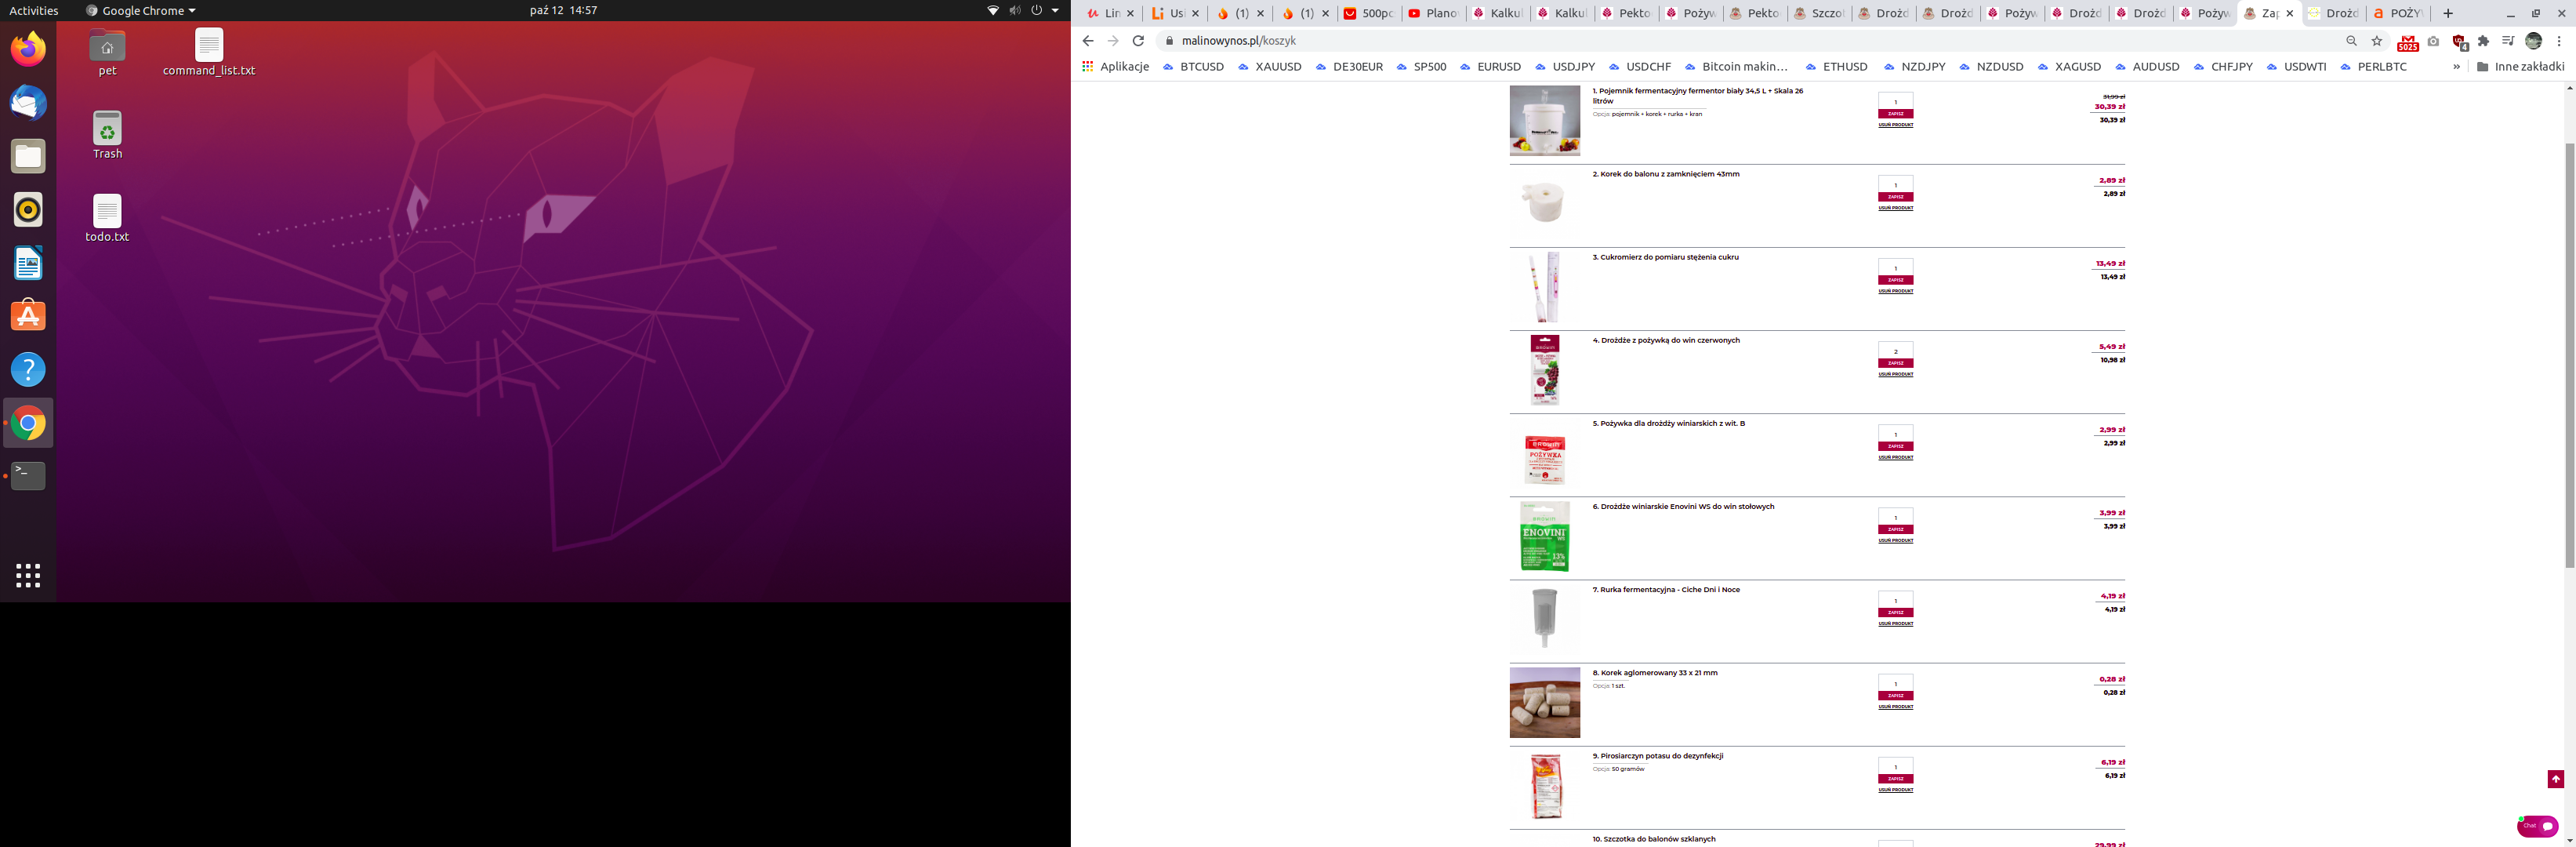 Activities
Google Chrome
paź 12 14:57
pet
command_list.txt
Trash
todo.txt
Lin
Usi
(1)
(1)
500pc
Plano
Kalku
Kalku
Pekto
Pożyw
Pekto
Szczot
Drożd
Drożd
Pożyw
Drożd
Drożd
Pożyw
Zap
Drożd
POŻY
malinowynos.pl/koszyk
5025
4
Aplikacje
BTCUSD
XAUUSD
DE30EUR
SP500
EURUSD
USDJPY
USDCHF
Bitcoin makin...
ETHUSD
NZDJPY
NZDUSD
XAGUSD
AUDUSD
CHFJPY
USDWTI
PERLBTC
»
Inne zakładki
1. Pojemnik fermentacyjny fermentor biały 34,5 L + Skala 26
litrów
Opcja: pojemnik + korek + rurka + kran
1
ZAPISZ
USUŃ PRODUKT
31,99 zł
30,39 zł
30,39 zł
2. Korek do balonu z zamknięciem 43mm
1
ZAPISZ
USUŃ PRODUKT
2,89 zł
2,89 zł
3. Cukromierz do pomiaru stężenia cukru
1
ZAPISZ
USUŃ PRODUKT
13,49 zł
13,49 zł
4. Drożdże z pożywką do win czerwonych
2
ZAPISZ
USUŃ PRODUKT
5,49 zł
10,98 zł
5. Pożywka dla drożdży winiarskich z wit. B
BROWIN
POŻYWKA
1
ZAPISZ
USUŃ PRODUKT
2,99 zł
2,99 zł
6. Drożdże winiarskie Enovini WS do win stołowych
BROWIN
ENOVINI
WS
13%
1
ZAPISZ
USUŃ PRODUKT
3,99 zł
3,99 zł
7. Rurka fermentacyjna - Ciche Dni i Noce
1
ZAPISZ
USUŃ PRODUKT
4,19 zł
4,19 zł
8. Korek aglomerowany 33 x 21 mm
Opcja: 1 szt.
1
ZAPISZ
USUŃ PRODUKT
0,28 zł
0,28 zł
9. Pirosiarczyn potasu do dezynfekcji
Opcja: 50 gramów
1
ZAPISZ
USUŃ PRODUKT
6,19 zł
6,19 zł
10. Szczotka do balonów szklanych
29,99 zł
Chat